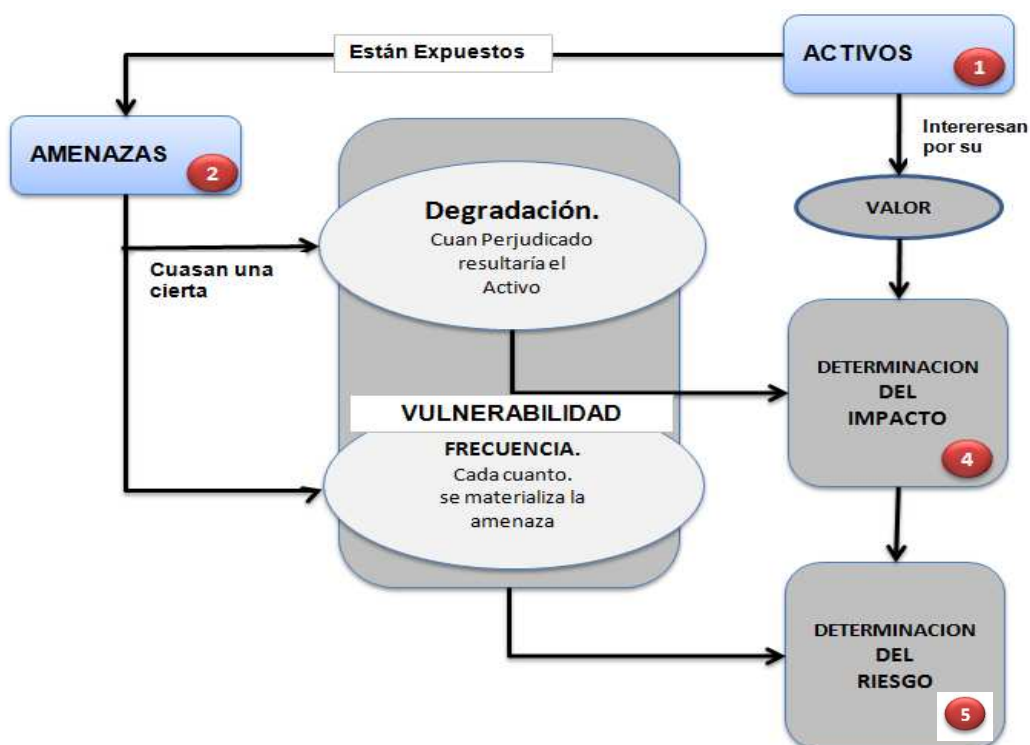 Están Expuestos
ACTIVOS
1
AMENAZAS
2
Intereresan
por su
VALOR
Degradación.
Cuan Perjudicado
resultaría el
Activo
Cuasan una
cierta
DETERMINACION
DEL
IMPACTO
4
VULNERABILIDAD
FRECUENCIA.
Cada cuanto.
se materializa la
amenaza
DETERMINACION
DEL
RIESGO
5